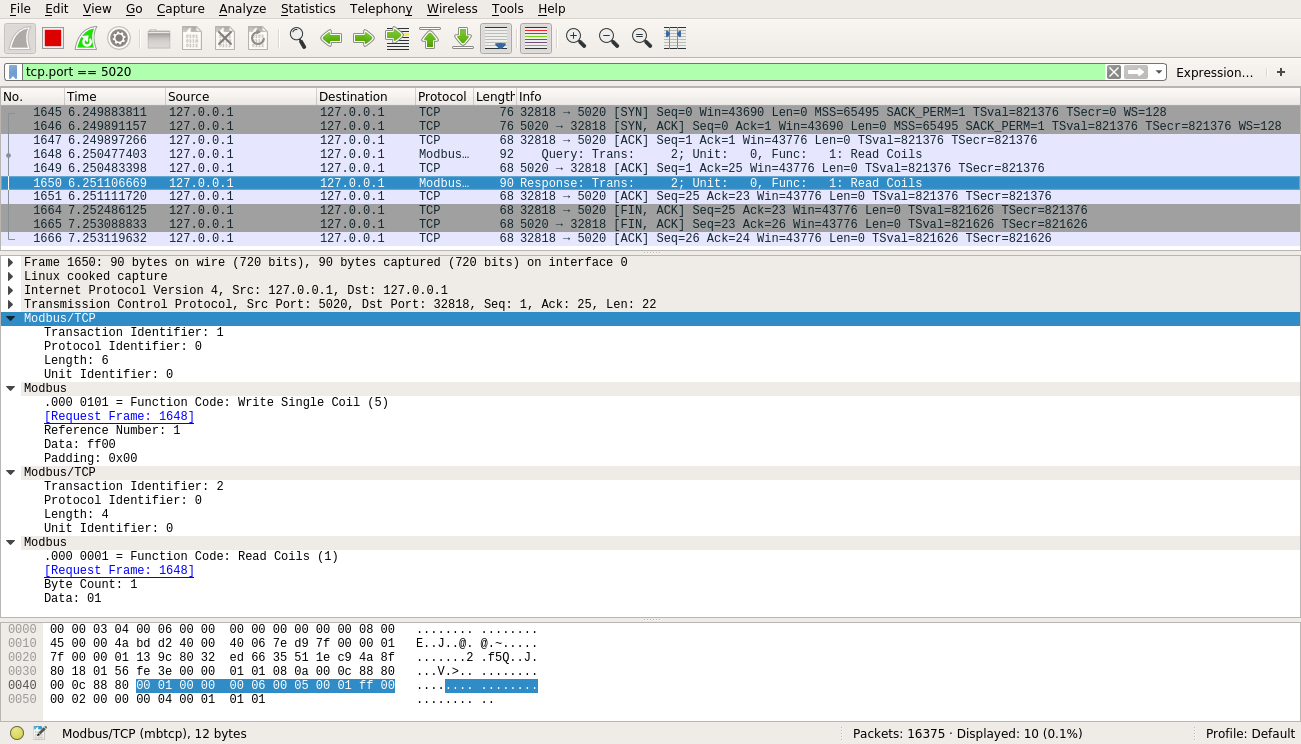 File Edit View Go Capture Analyze Statistics Telephony Wireless Tools Help
tcp.port == 5020 Expression… +
No. Time Source Destination Protocol Length Info
1645 6.249883811 127.0.0.1 127.0.0.1 TCP 76 32818 → 5020 [SYN] Seq=0 Win=43690 Len=0 MSS=65495 SACK_PERM=1 TSval=821376 TSecr=0 WS=128
1646 6.249891157 127.0.0.1 127.0.0.1 TCP 76 5020 → 32818 [SYN, ACK] Seq=0 Ack=1 Win=43690 Len=0 MSS=65495 SACK_PERM=1 TSval=821376 TSecr=821376 WS=128
1647 6.249897266 127.0.0.1 127.0.0.1 TCP 68 32818 → 5020 [ACK] Seq=1 Ack=1 Win=43776 Len=0 TSval=821376 TSecr=821376
1648 6.250477403 127.0.0.1 127.0.0.1 Modbus… 92 Query: Trans: 2; Unit: 0, Func: 1: Read Coils
1649 6.250483398 127.0.0.1 127.0.0.1 TCP 68 5020 → 32818 [ACK] Seq=1 Ack=25 Win=43776 Len=0 TSval=821376 TSecr=821376
1650 6.251106669 127.0.0.1 127.0.0.1 Modbus… 90 Response: Trans: 2; Unit: 0, Func: 1: Read Coils
1651 6.251111720 127.0.0.1 127.0.0.1 TCP 68 32818 → 5020 [ACK] Seq=25 Ack=23 Win=43776 Len=0 TSval=821376 TSecr=821376
1664 7.252486125 127.0.0.1 127.0.0.1 TCP 68 32818 → 5020 [FIN, ACK] Seq=25 Ack=23 Win=43776 Len=0 TSval=821626 TSecr=821376
1665 7.253088833 127.0.0.1 127.0.0.1 TCP 68 5020 → 32818 [FIN, ACK] Seq=23 Ack=26 Win=43776 Len=0 TSval=821626 TSecr=821626
1666 7.253119632 127.0.0.1 127.0.0.1 TCP 68 32818 → 5020 [ACK] Seq=26 Ack=24 Win=43776 Len=0 TSval=821626 TSecr=821626
Frame 1650: 90 bytes on wire (720 bits), 90 bytes captured (720 bits) on interface 0
Linux cooked capture
Internet Protocol Version 4, Src: 127.0.0.1, Dst: 127.0.0.1
Transmission Control Protocol, Src Port: 5020, Dst Port: 32818, Seq: 1, Ack: 25, Len: 22
Modbus/TCP
Transaction Identifier: 1
Protocol Identifier: 0
Length: 6
Unit Identifier: 0
Modbus
.000 0101 = Function Code: Write Single Coil (5)
[Request Frame: 1648]
Reference Number: 1
Data: ff00
Padding: 0x00
Modbus/TCP
Transaction Identifier: 2
Protocol Identifier: 0
Length: 4
Unit Identifier: 0
Modbus
.000 0001 = Function Code: Read Coils (1)
[Request Frame: 1648]
Byte Count: 1
Data: 01
0000 00 00 03 04 00 06 00 00 00 00 00 00 00 00 08 00 ........ ........
0010 45 00 00 4a bd d2 40 00 40 06 7e d9 7f 00 00 01 E..J..@. @.~.....
0020 7f 00 00 01 13 9c 80 32 ed 66 35 51 1e c9 4a 8f .......2 .f5Q..J.
0030 80 18 01 56 fe 3e 00 00 01 01 08 0a 00 0c 88 80 ...V.>.. ........
0040 00 0c 88 80 00 01 00 00 00 06 00 05 00 01 ff 00 ........ ........
0050 00 02 00 00 00 04 00 01 01 01 ........ ..
Modbus/TCP (mbtcp), 12 bytes Packets: 16375 · Displayed: 10 (0.1%) Profile: Default